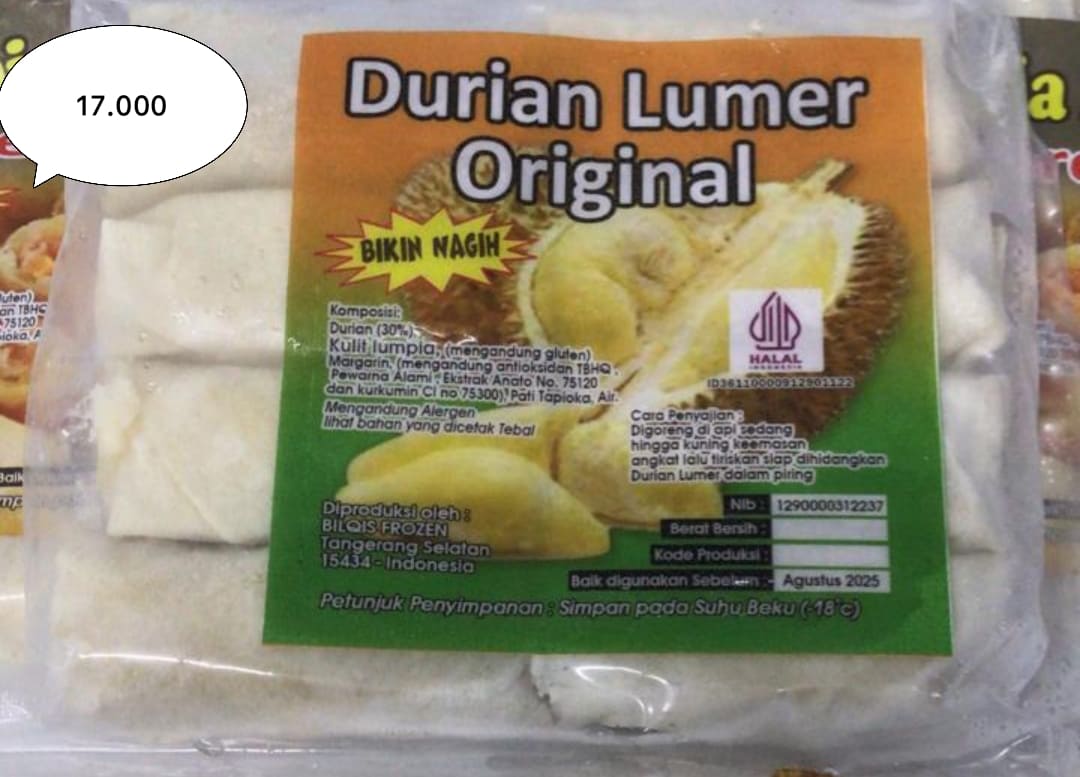 17.000
Durian Lumer
Original
BIKIN NAGIH
Komposisi:
Durian (30%),
Kulit lumpia, (mengandung gluten)
Margarin, (mengandung antioksidan TBHQ,
Pewarna Alami, Ekstrak Anato No. 75120
dan kurkumin CI no 75300), Pati Tapioka, Air.
Mengandung Alergen
lihat bahan yang dicetak Tebal
HALAL
INDONESIA
Cara Penyajian :
Digoreng di api sedang
hingga kuning keemasan
angkat lalu tiriskan siap dihidangkan
Durian Lumer dalam piring
Diproduksi oleh :
BILQIS FROZEN
Tangerang Selatan
15434 - Indonesia
Nib : 1290000312237
Berat Bersih :
Kode Produksi :
Baik digunakan Sebelum :- Agustus 2025
Petunjuk Penyimpanan : Simpan pada Suhu Beku (-18°c)